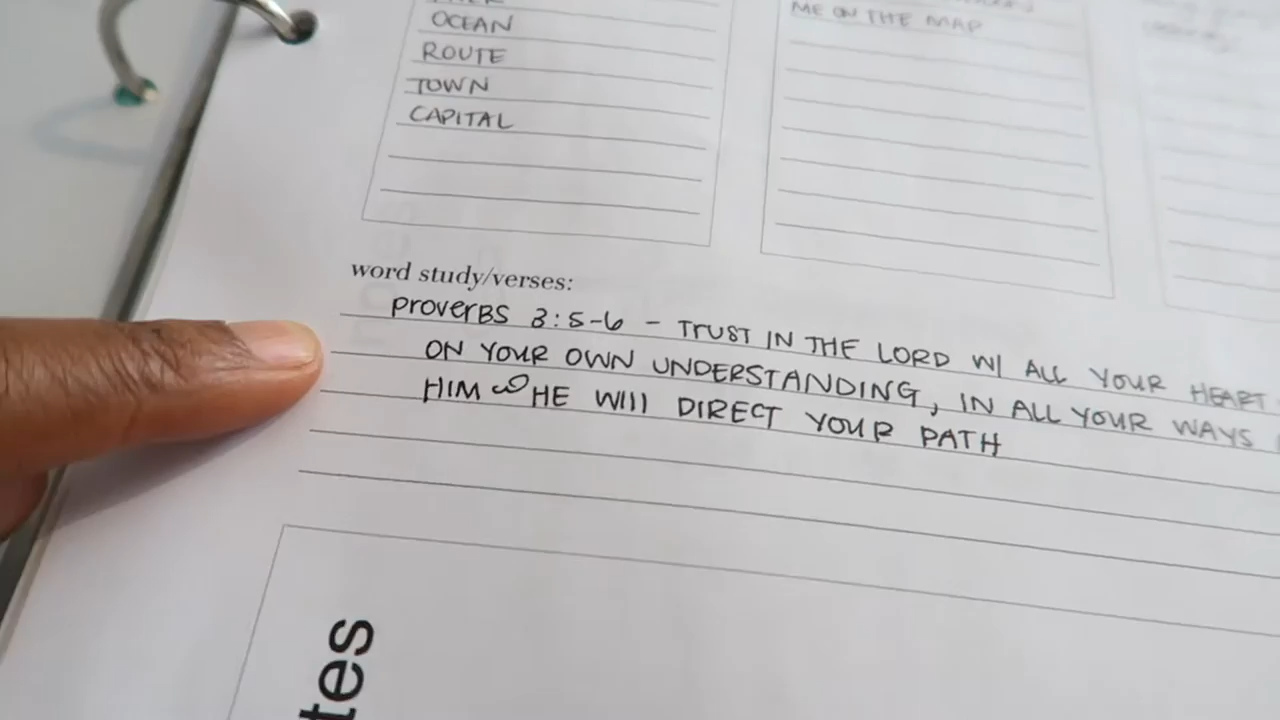 OCEAN
ROUTE
TOWN
CAPITAL
ME ON THE MAP
word study/verses:
PROVERBS 3:5-6 - TRUST IN THE LORD W/ ALL YOUR HEART
ON YOUR OWN UNDERSTANDING, IN ALL YOUR WAYS
HIM & HE WILL DIRECT YOUR PATH
tes